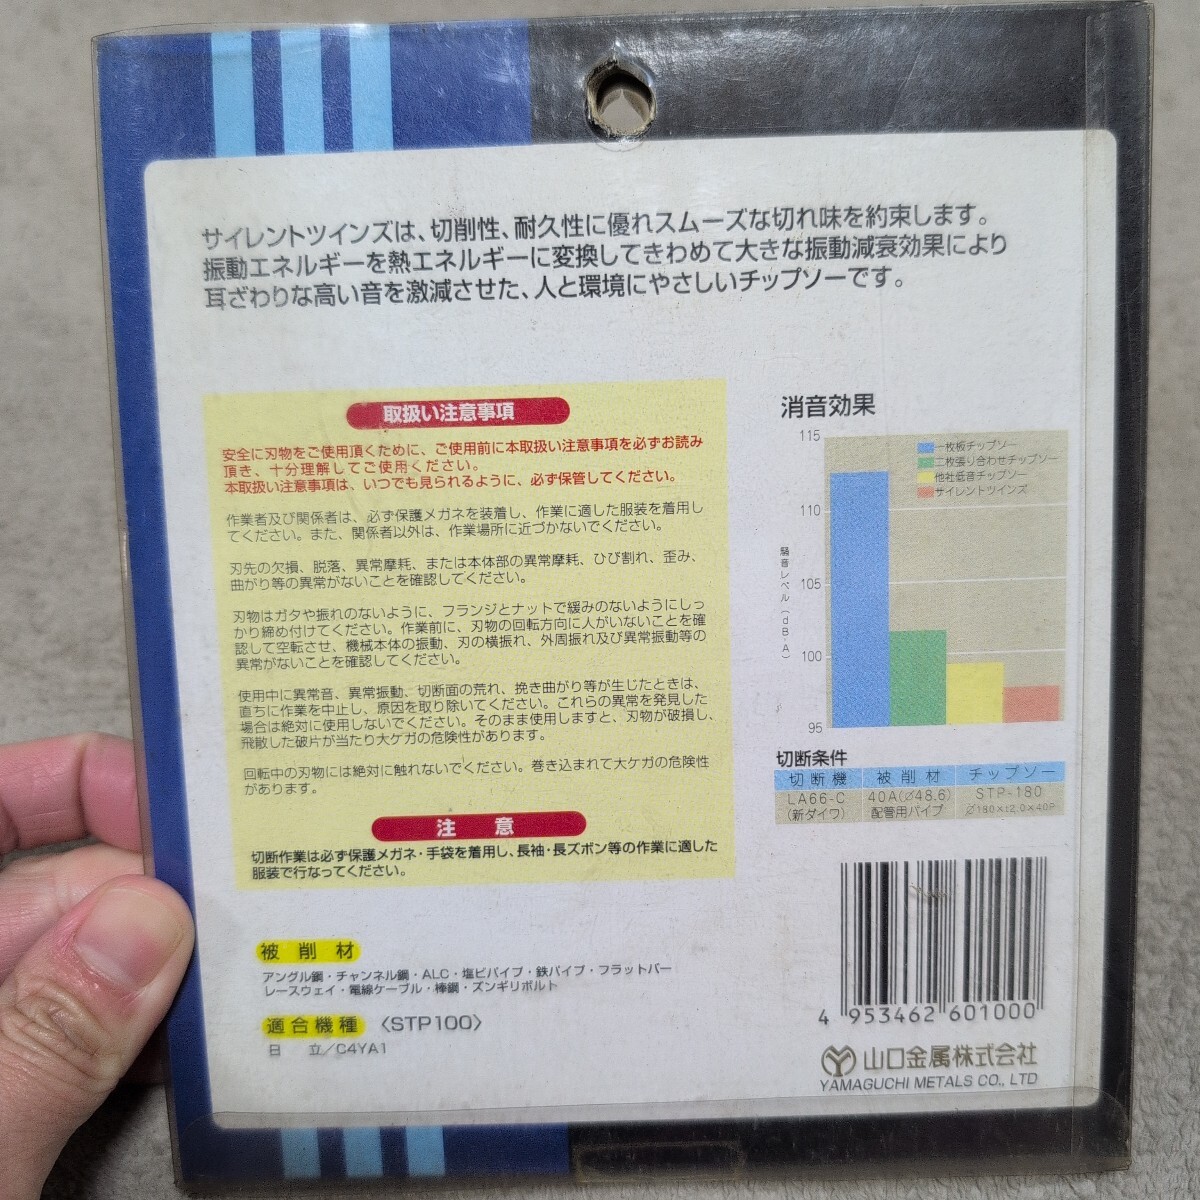 サイレントツインズは、切削性、耐久性に優れスムーズな切れ味を約束します。
振動エネルギーを熱エネルギーに変換してきわめて大きな振動減衰効果により
耳ざわりな高い音を激減させた、人と環境にやさしいチップソーです。
取扱い注意事項
安全に刃物をご使用頂くために、ご使用前に本取扱い注意事項を必ずお読み
頂き、十分理解してご使用ください。
本取扱い注意事項は、いつでも見られるように、必ず保管してください。
作業者及び関係者は、必ず保護メガネを装着し、作業に適した服装を着用し
てください。また、関係者以外は、作業場所に近づかないでください。
刃先の欠損、脱落、異常摩耗、または本体部の異常摩耗、ひび割れ、歪み、
曲がり等の異常がないことを確認してください。
刃物はガタや振れのないように、フランジとナットで緩みのないようにしっ
かり締め付けてください。作業前に、刃物の回転方向に人がいないことを確
認して空転させ、機械本体の振動、刃の横振れ、外周振れ及び異常振動等の
異常がないことを確認してください。
使用中に異常音、異常振動、切断面の荒れ、挽き曲がり等が生じたときは、
直ちに作業を中止し、原因を取り除いてください。これらの異常を発見した
場合は絶対に使用しないでください。そのまま使用しますと、刃物が破損し、
飛散した破片が当たり大ケガの危険性があります。
回転中の刃物には絶対に触れないでください。巻き込まれて大ケガの危険性
があります。
注 意
切断作業は必ず保護メガネ・手袋を着用し、長袖・長ズボン等の作業に適した
服装で行なってください。
被削材
アングル鋼・チャンネル鋼・ALC・塩ビパイプ・鉄パイプ・フラットバー
レースウェイ・電線ケーブル・棒鋼・ズンギリボルト
適合機種 〈STP100〉
日 立/C4YA1
消音効果
115
110
105
100
95
騒音レベル(dB-A)
一枚板チップソー
二枚張り合わせチップソー
他社低音チップソー
サイレントツインズ
切断条件
切断機 被削材 チップソー
LA66-C 40A(∅48.6) STP-180
(新ダイワ) 配管用パイプ ∅180×t2.0×40P
4 953462 601000
山口金属株式会社
YAMAGUCHI METALS CO., LTD